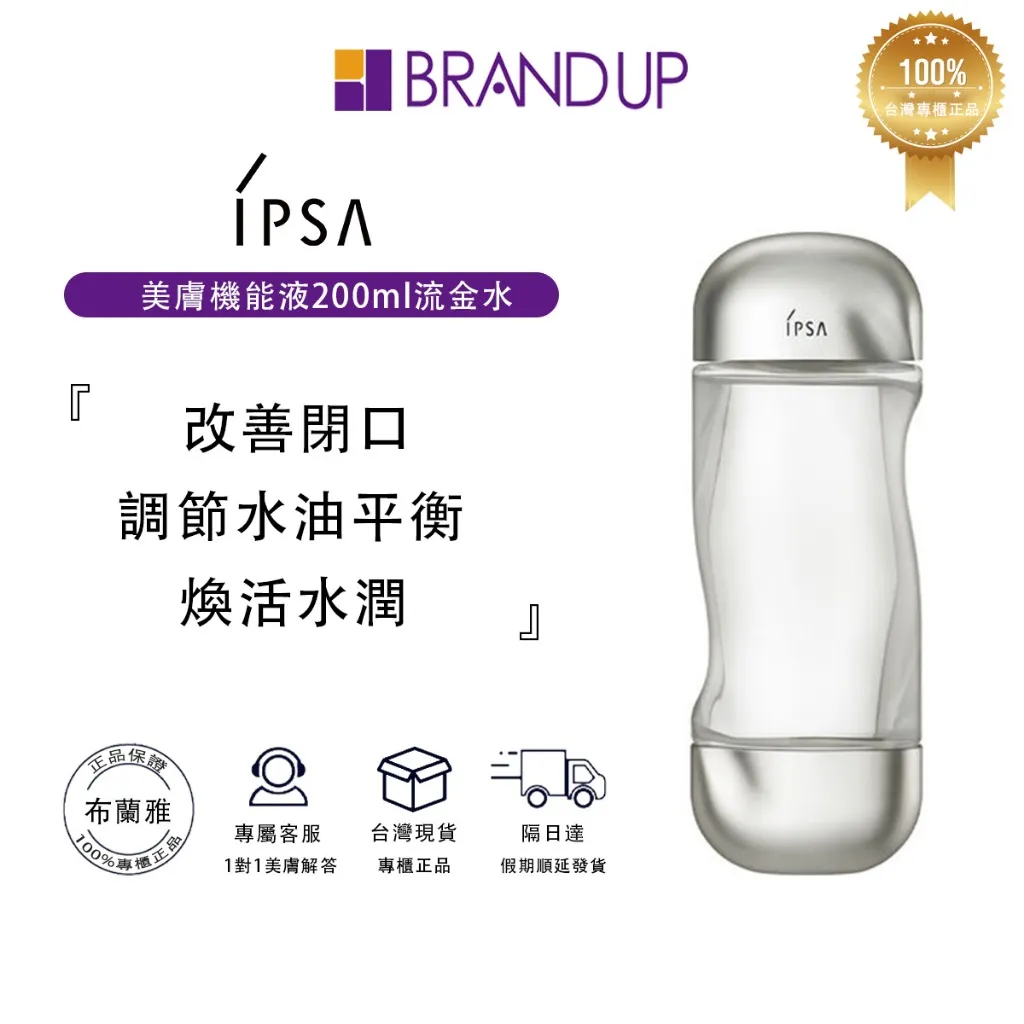 BRAND UP
100%
台灣專櫃正品
IPSA
美膚機能液200ml流金水
IPSA
『 改善閉口
調節水油平衡
煥活水潤 』
正品保證
布蘭雅
100%專櫃正品
專屬客服
1對1美膚解答
台灣現貨
專櫃正品
隔日達
假期順延發貨